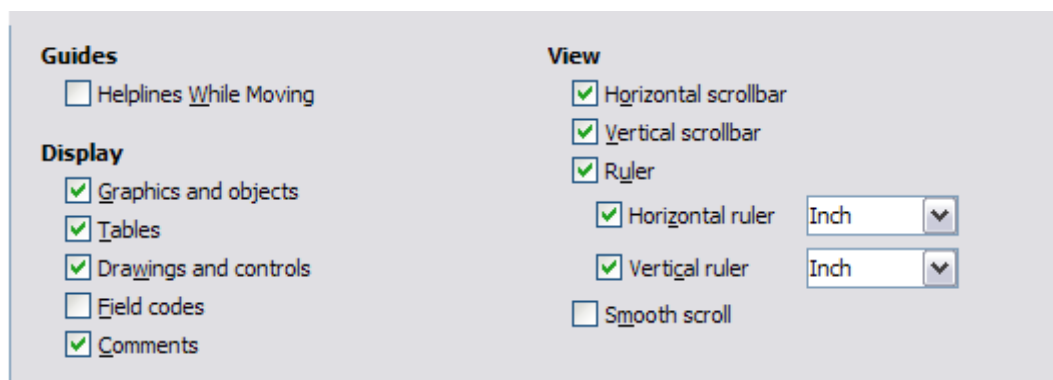 Guides
Helplines While Moving
Display
Graphics and objects
Tables
Drawings and controls
Field codes
Comments
View
Horizontal scrollbar
Vertical scrollbar
Ruler
Horizontal ruler Inch
Vertical ruler Inch
Smooth scroll